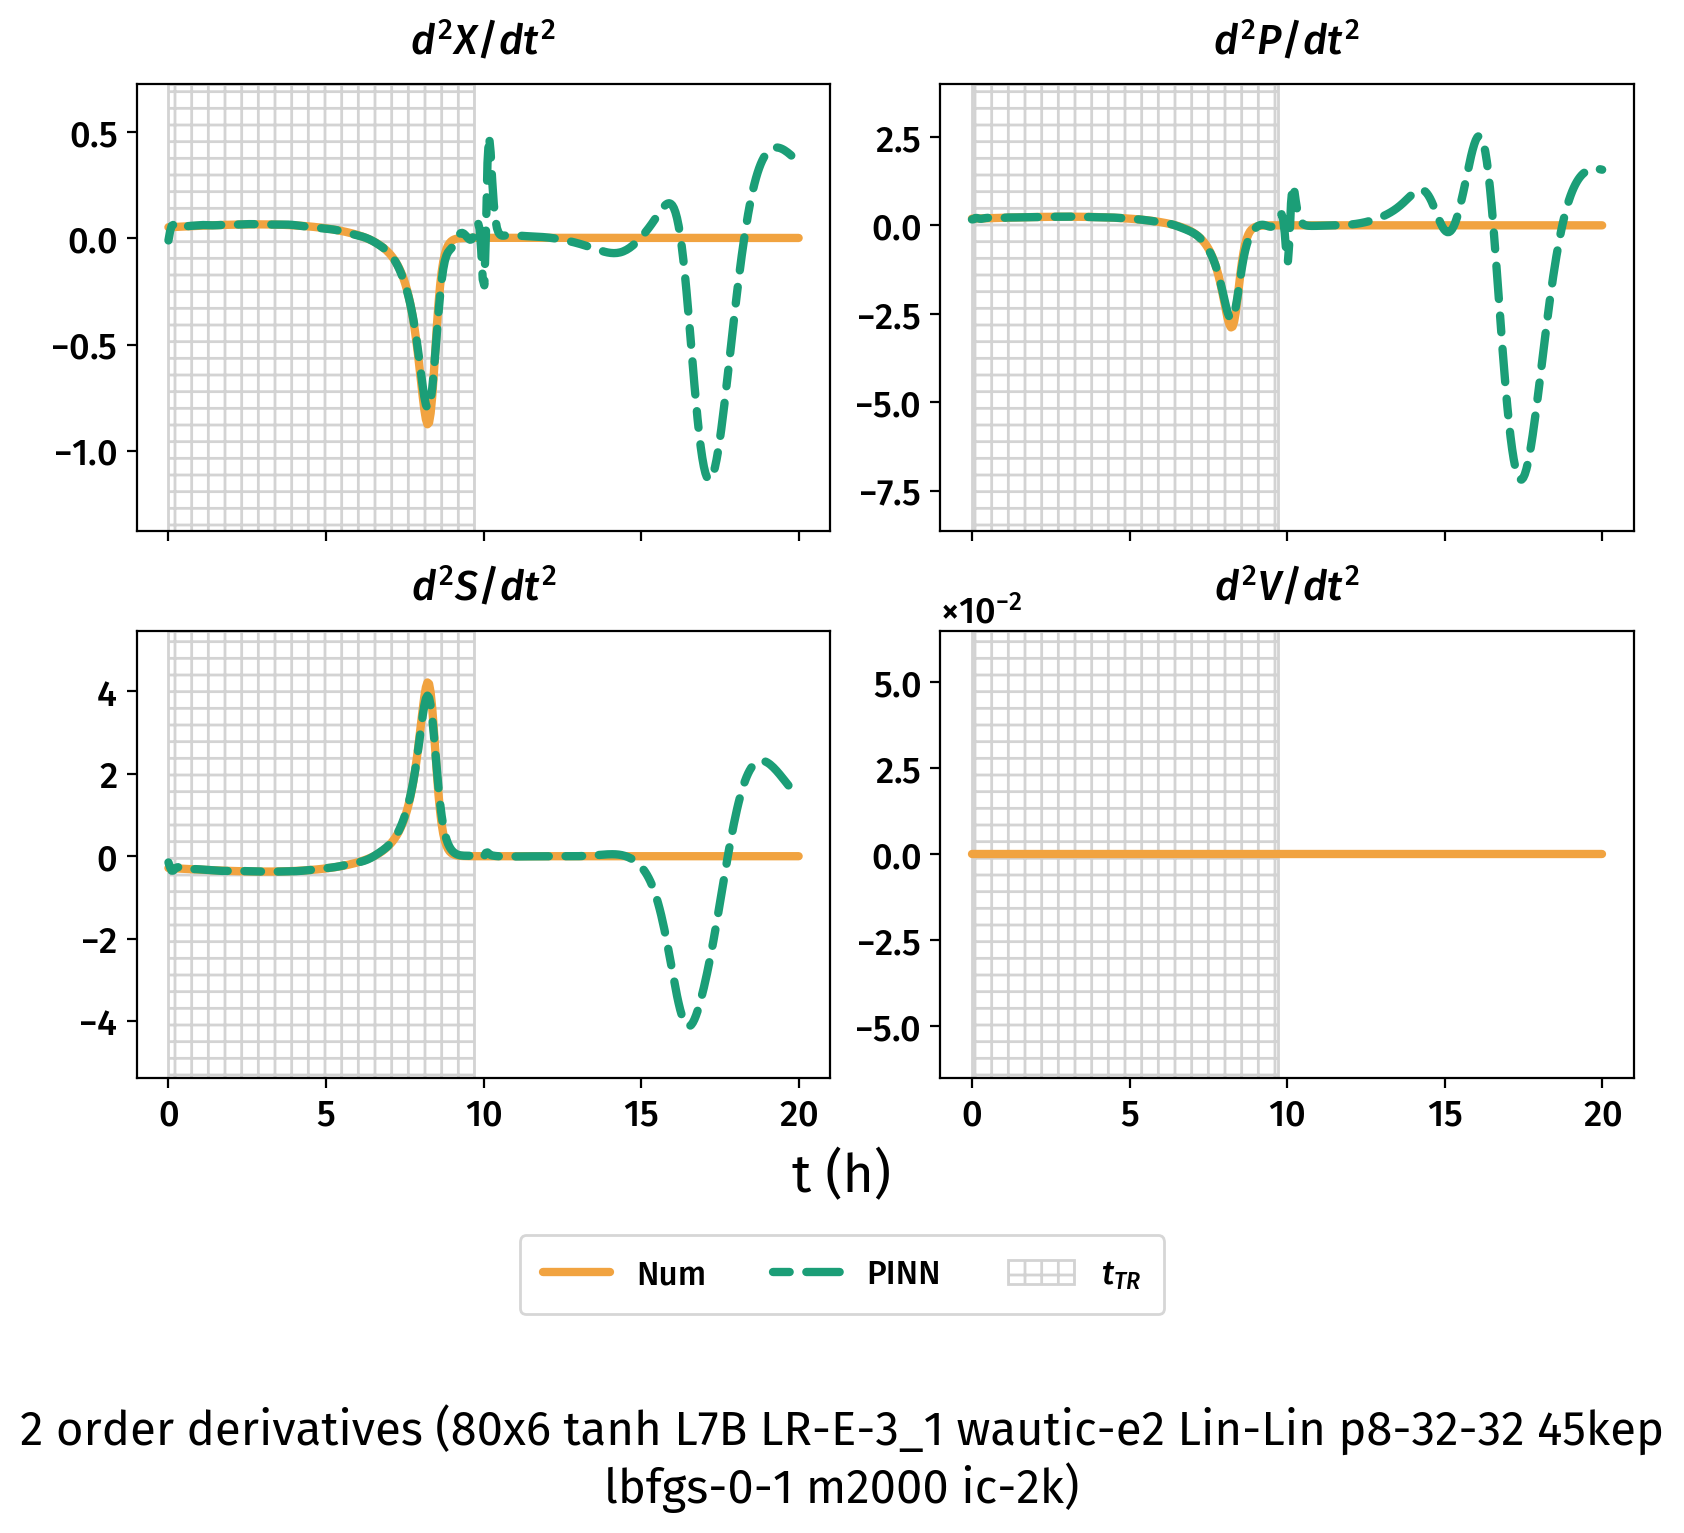 d²X/dt²
d²P/dt²
0.5
0.0
−0.5
−1.0
2.5
0.0
−2.5
−5.0
−7.5
d²S/dt²
d²V/dt²
×10⁻²
4
2
0
−2
−4
5.0
2.5
0.0
−2.5
−5.0
0 5 10 15 20
0 5 10 15 20
t (h)
Num PINN t_TR
2 order derivatives (80x6 tanh L7B LR-E-3_1 wautic-e2 Lin-Lin p8-32-32 45kep
lbfgs-0-1 m2000 ic-2k)